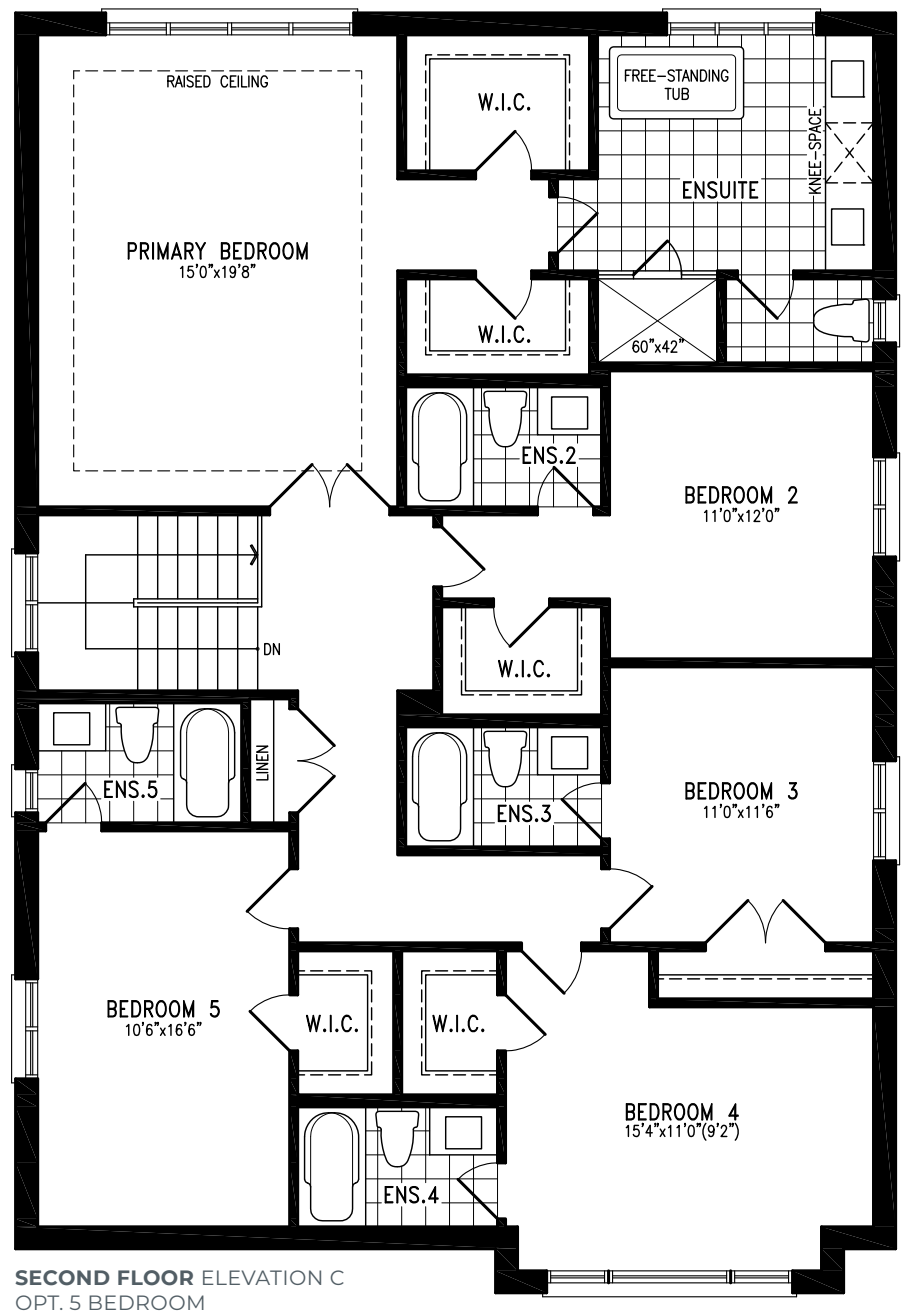 RAISED CEILING
W.I.C.
FREE-STANDING
TUB
KNEE-SPACE
ENSUITE
PRIMARY BEDROOM
15'0"x19'8"
W.I.C.
60"x42"
ENS.2
BEDROOM 2
11'0"x12'0"
DN
W.I.C.
LINEN
ENS.5
ENS.3
BEDROOM 3
11'0"x11'6"
BEDROOM 5
10'6"x16'6"
W.I.C.
W.I.C.
BEDROOM 4
15'4"x11'0"(9'2")
ENS.4
SECOND FLOOR ELEVATION C
OPT. 5 BEDROOM